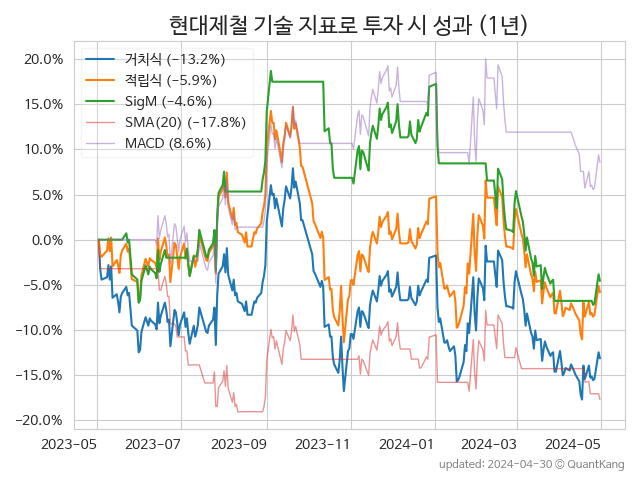 현대제철 기술 지표로 투자 시 성과 (1년)
거치식 (−13.2%)
적립식 (−5.9%)
SigM (−4.6%)
SMA(20) (−17.8%)
MACD (8.6%)
20.0%
15.0%
10.0%
5.0%
0.0%
−5.0%
−10.0%
−15.0%
−20.0%
2023−05 2023−07 2023−09 2023−11 2024−01 2024−03 2024−05
updated: 2024−04−30 © QuantKang